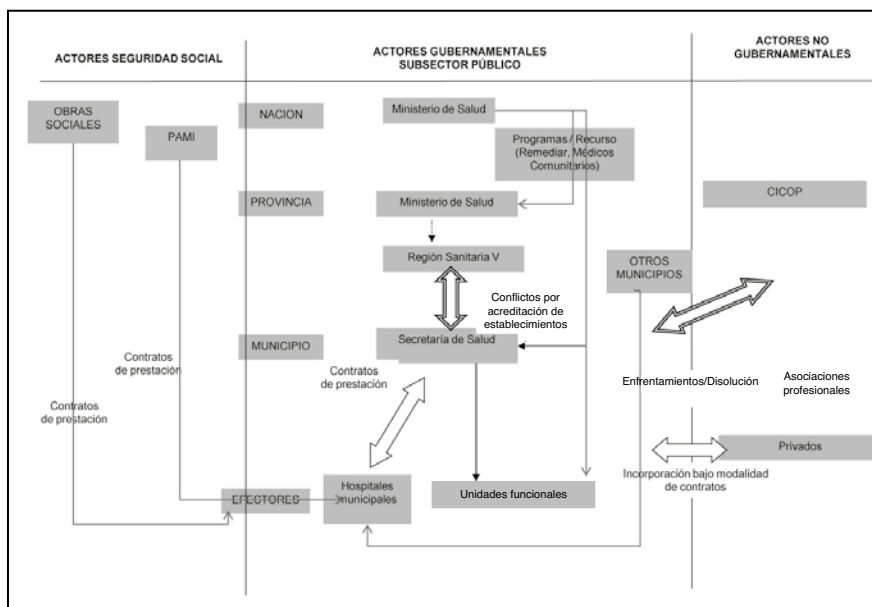 ACTORES SEGURIDAD SOCIAL
ACTORES GUBERNAMENTALES
SUBSECTOR PÚBLICO
ACTORES NO
GUBERNAMENTALES
OBRAS
SOCIALES
PAMI
NACION
Ministerio de Salud
Programas / Recurso
(Remediar, Médicos
Comunitarios)
PROVINCIA
Ministerio de Salud
CICOP
Región Sanitaria V
OTROS
MUNICIPIOS
Conflictos por
acreditación de
establecimientos
MUNICIPIO
Secretaría de Salud
Contratos
de prestación
Contratos
de prestación
Contratos
de prestación
Enfrentamientos/Disolución
Asociaciones
profesionales
Privados
Incorporación bajo modalidad
de contratos
EFECTORES
Hospitales
municipales
Unidades funcionales